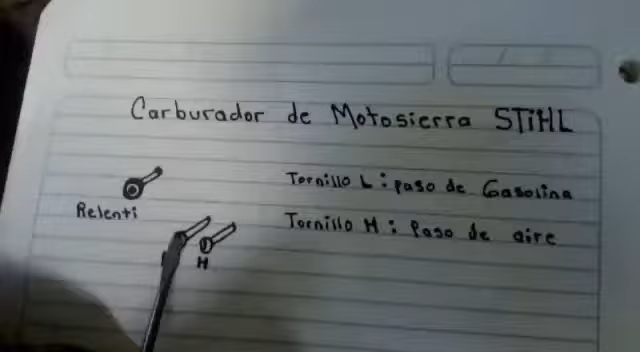 Carburador de Motosierra STIHL
Tornillo L : paso de Gasolina
Relenti
Tornillo H : Paso de aire
H